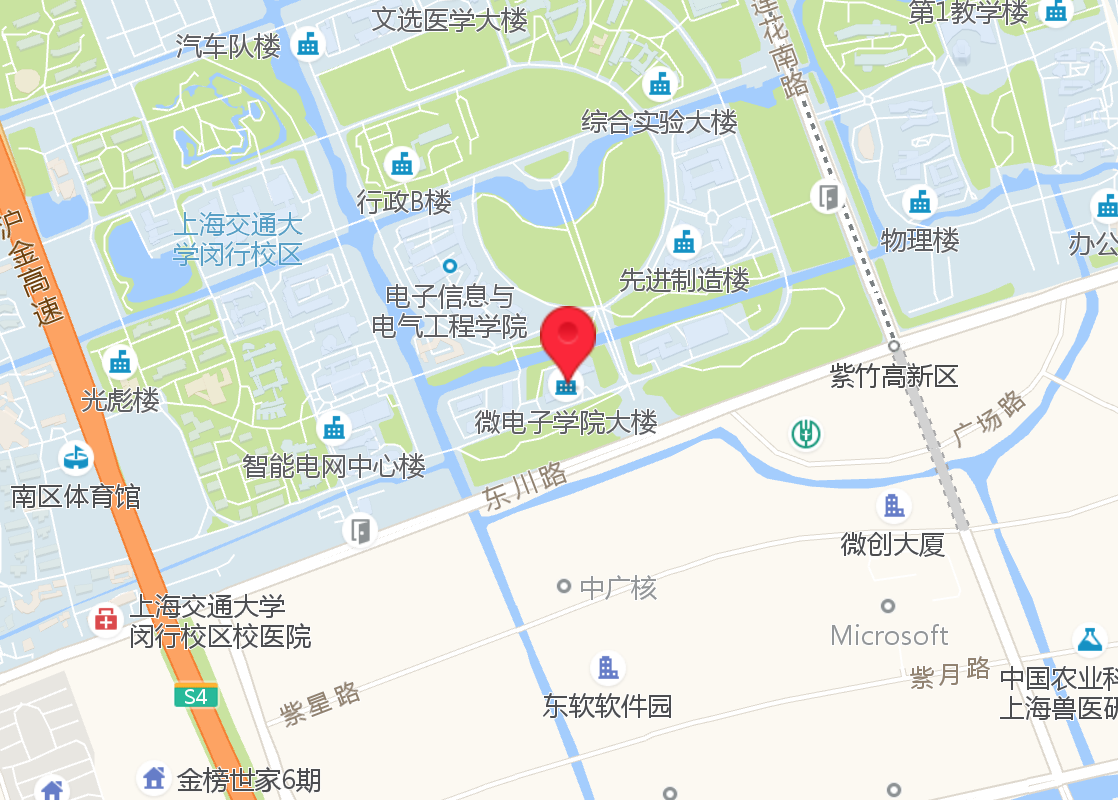 文选医学大楼
第1教学楼
汽车队楼
莲花南路
综合实验大楼
行政B楼
上海交通大
学闵行校区
沪金高速
物理楼
办公
先进制造楼
电子信息与
电气工程学院
光彪楼
紫竹高新区
微电子学院大楼
广场路
智能电网中心楼
南区体育馆
东川路
微创大厦
中广核
上海交通大学
闵行校区校医院
Microsoft
紫月路
中国农业科
上海兽医研
S4
紫星路
东软软件园
金榜世家6期